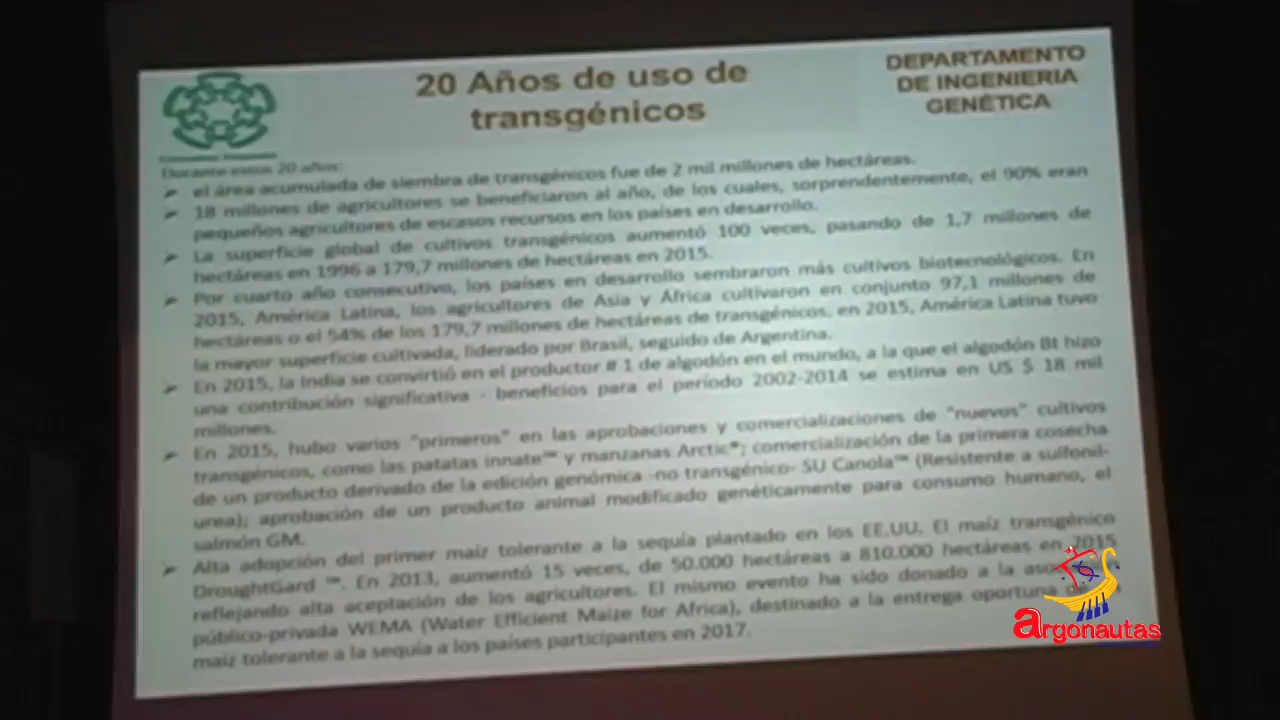 20 Años de uso de
transgénicos
DEPARTAMENTO
DE INGENIERIA
GENÉTICA
Durante estos 20 años:
el área acumulada de siembra de transgénicos fue de 2 mil millones de hectáreas.
18 millones de agricultores se beneficiaron al año, de los cuales, sorprendentemente, el 90% eran
pequeños agricultores de escasos recursos en los países en desarrollo.
La superficie global de cultivos transgénicos aumentó 100 veces, pasando de 1,7 millones de
hectáreas en 1996 a 179,7 millones de hectáreas en 2015.
Por cuarto año consecutivo, los países en desarrollo sembraron más cultivos biotecnológicos. En
2015, América Latina, los agricultores de Asia y África cultivaron en conjunto 97,1 millones de
hectáreas o el 54% de los 179,7 millones de hectáreas de transgénicos. en 2015, América Latina tuvo
la mayor superficie cultivada, liderado por Brasil, seguido de Argentina.
En 2015, la India se convirtió en el productor # 1 de algodón en el mundo, a la que el algodón Bt hizo
una contribución significativa - beneficios para el período 2002-2014 se estima en US $ 18 mil
millones.
En 2015, hubo varios "primeros" en las aprobaciones y comercializaciones de "nuevos" cultivos
transgénicos, como las patatas innate™ y manzanas Arctic®; comercialización de la primera cosecha
de un producto derivado de la edición genómica -no transgénico- SU Canola™ (Resistente a sulfonil-
urea); aprobación de un producto animal modificado genéticamente para consumo humano, el
salmón GM.
Alta adopción del primer maíz tolerante a la sequía plantado en los EE.UU. El maíz transgénico
DroughtGard ™. En 2013, aumentó 15 veces, de 50.000 hectáreas a 810.000 hectáreas en 2015
reflejando alta aceptación de los agricultores. El mismo evento ha sido donado a la
público-privada WEMA (Water Efficient Maize for Africa), destinado a la entrega oportuna de
maíz tolerante a la sequía a los países participantes en 2017.
argonautas